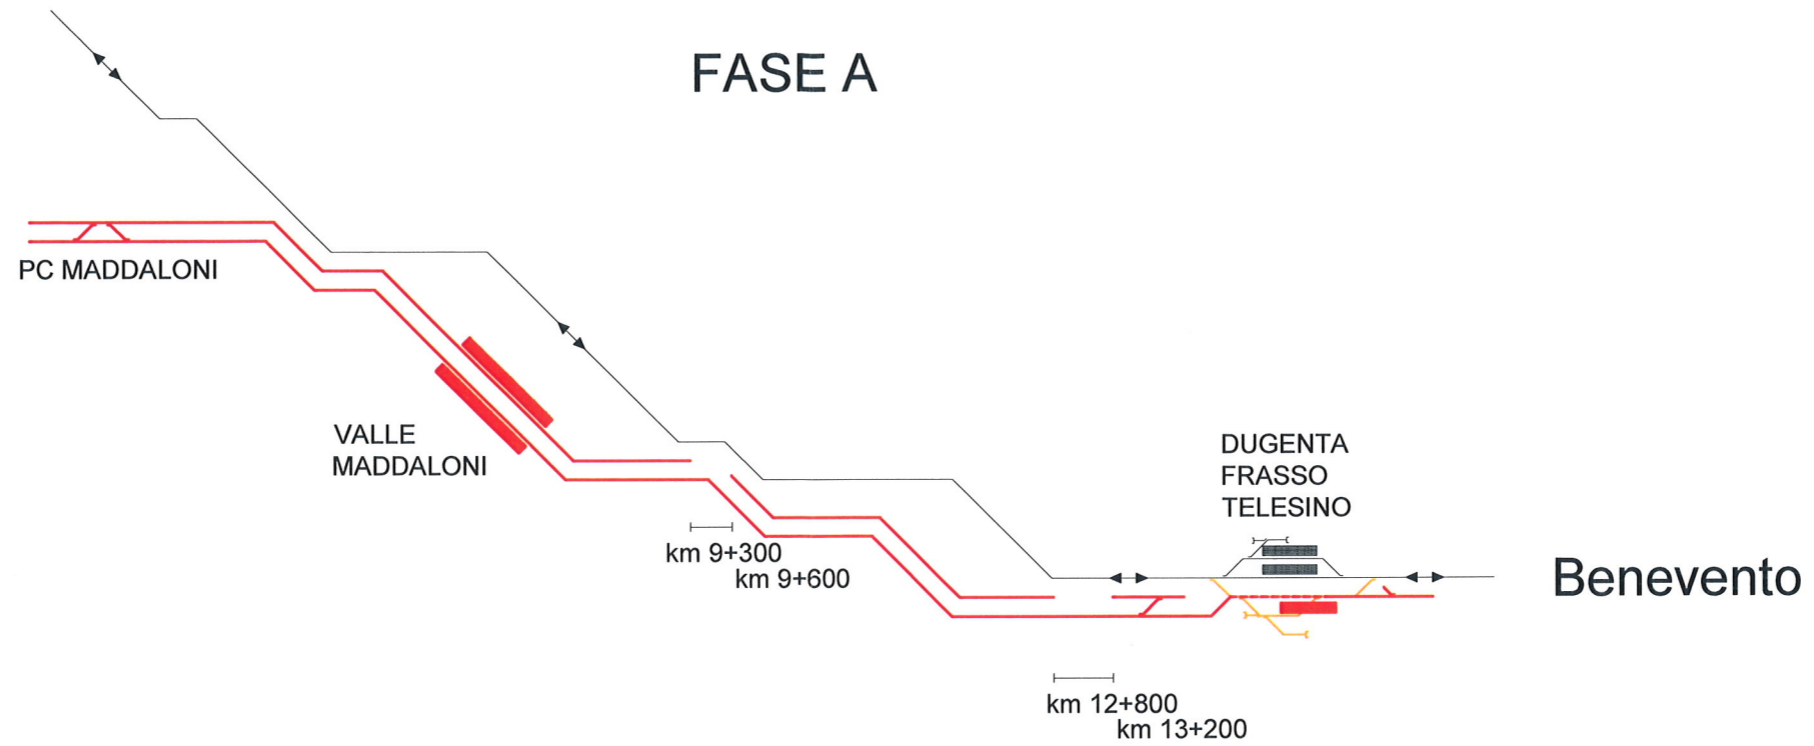 FASE A
PC MADDALONI
VALLE
MADDALONI
DUGENTA
FRASSO
TELESINO
km 9+300
km 9+600
Benevento
km 12+800
km 13+200